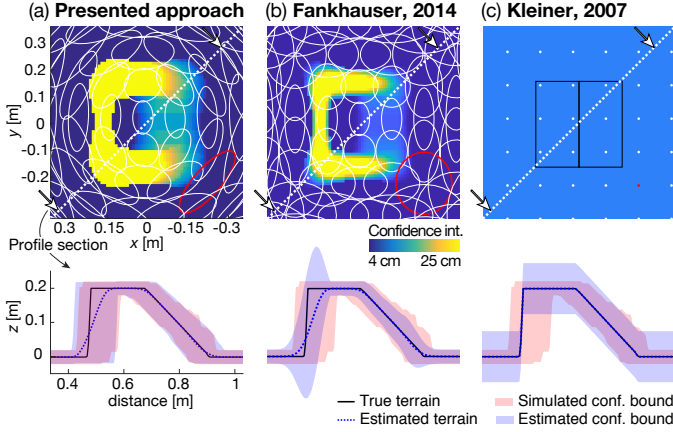 (a) Presented approach
(b) Fankhauser, 2014
(c) Kleiner, 2007
y [m]
0.3
0.2
0.1
0
-0.1
-0.2
0.3 0.15 0 -0.15 -0.3
x [m]
Profile section
Confidence int.
4 cm 25 cm
z [m]
0.2
0.1
0
0.4 0.6 0.8 1
distance [m]
True terrain
Estimated terrain
Simulated conf. bound
Estimated conf. bound